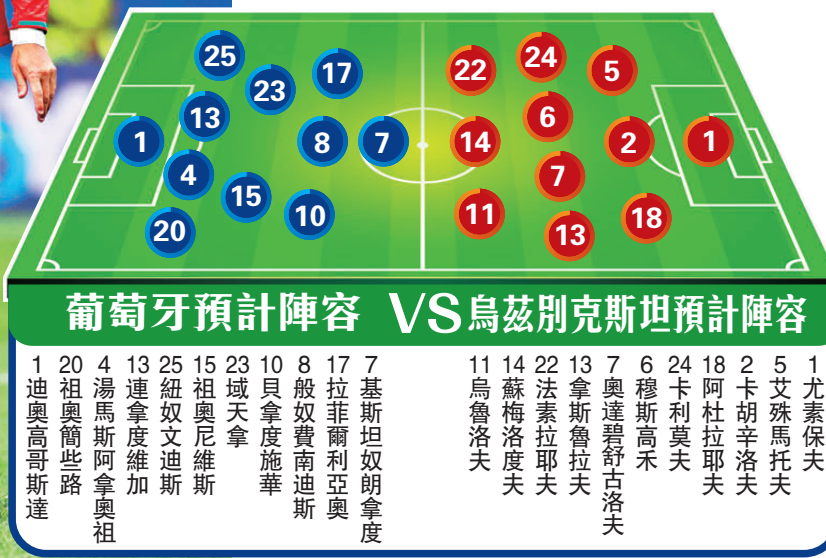 25
23
17
13
1
8
7
4
15
10
20
22
24
5
14
6
2
1
7
11
13
18
葡萄牙預計陣容 VS 烏茲別克斯坦預計陣容
1 迪奧高哥斯達
20 祖奧簡些路
4 湯馬斯阿拿奧祖
13 連拿度維加
25 紐奴文迪斯
15 祖奧尼維斯
23 域天拿
10 貝拿度施華
8 般奴費南迪斯
17 拉菲爾利亞奧
7 基斯坦奴朗拿度
11 烏魯洛夫
14 蘇梅洛度夫
22 法素拉耶夫
13 拿斯魯拉夫
7 奧達碧舒古洛夫
6 穆斯高禾
24 卡利莫夫
18 阿杜拉耶夫
2 卡胡辛洛夫
5 艾殊馬托夫
1 尤素保夫